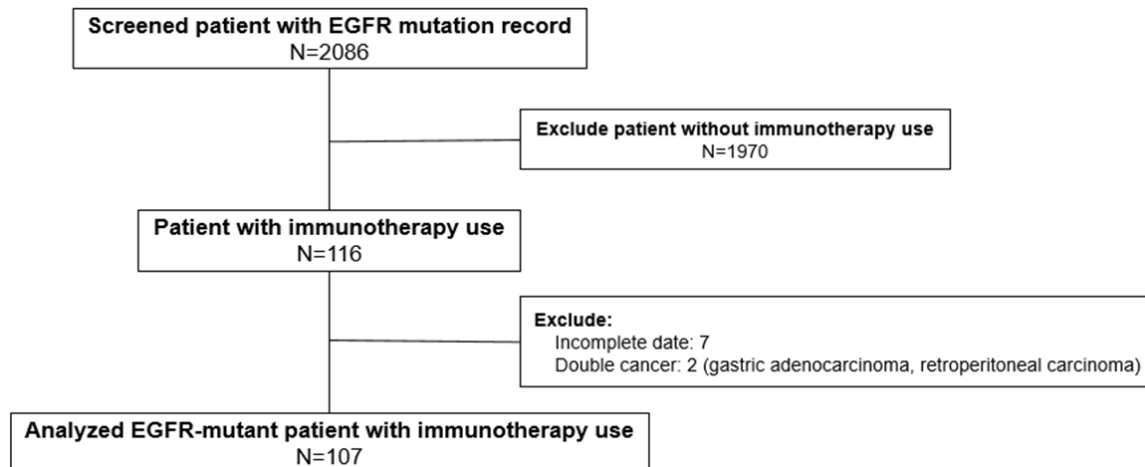 Screened patient with EGFR mutation record
N=2086
Exclude patient without immunotherapy use
N=1970
Patient with immunotherapy use
N=116
Exclude:
Incomplete date: 7
Double cancer: 2 (gastric adenocarcinoma, retroperitoneal carcinoma)
Analyzed EGFR-mutant patient with immunotherapy use
N=107